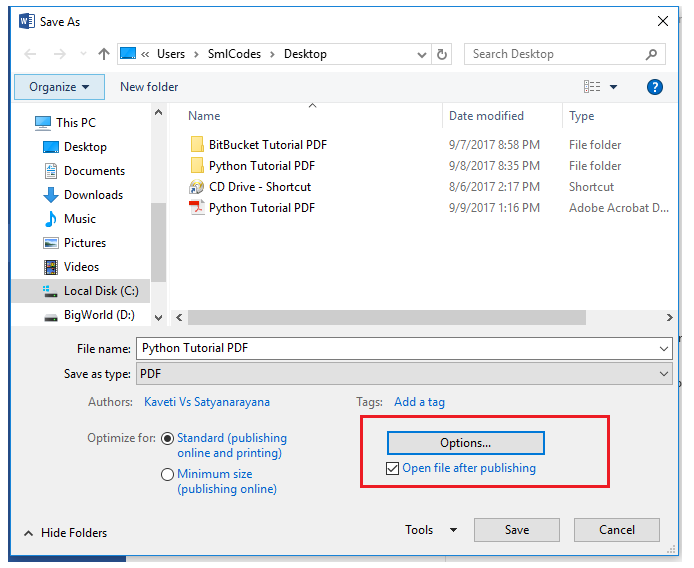 Save As
« Users > SmlCodes > Desktop
Search Desktop
Organize
New folder
This PC
Desktop
Documents
Downloads
Music
Pictures
Videos
Local Disk (C:)
BigWorld (D:)
Name Date modified Type
BitBucket Tutorial PDF 9/7/2017 8:58 PM File folder
Python Tutorial PDF 9/8/2017 8:35 PM File folder
CD Drive - Shortcut 8/6/2017 2:17 PM Shortcut
Python Tutorial PDF 9/9/2017 1:16 PM Adobe Acrobat D...
File name: Python Tutorial PDF
Save as type: PDF
Authors: Kaveti Vs Satyanarayana
Tags: Add a tag
Optimize for: Standard (publishing
online and printing)
Minimum size
(publishing online)
Options...
Open file after publishing
Hide Folders
Tools
Save
Cancel